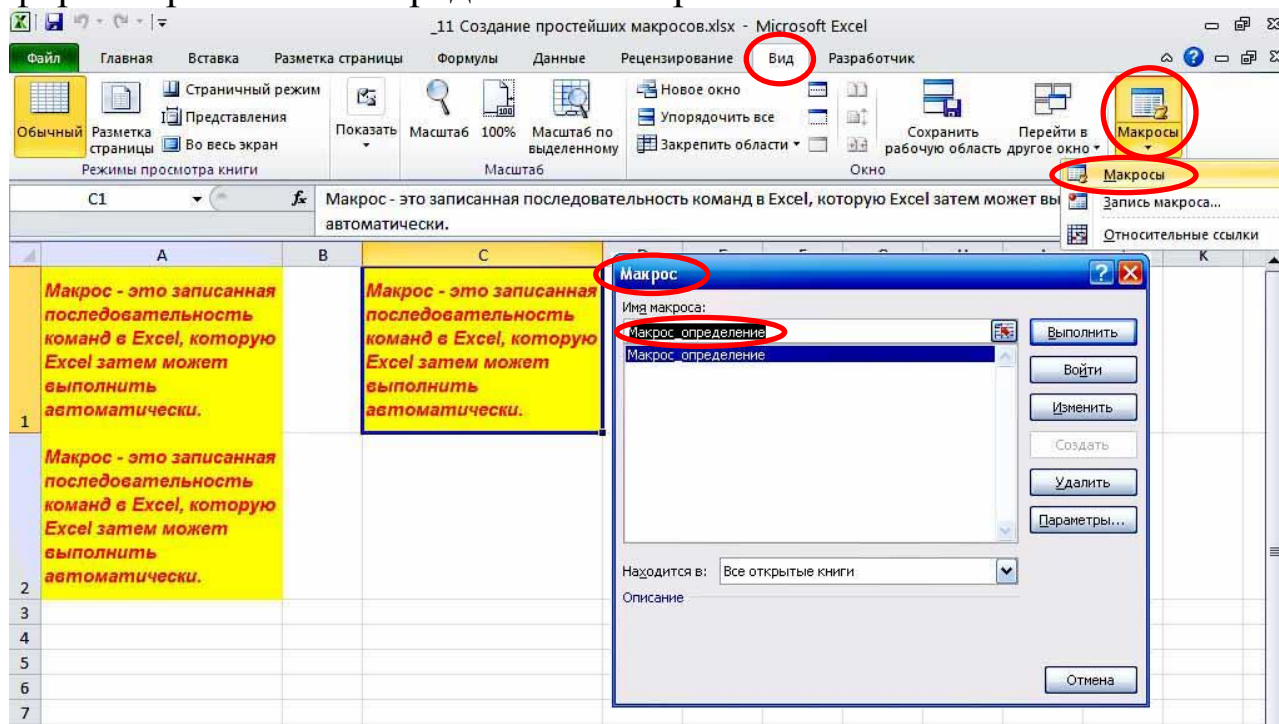 _11 Создание простейших макросов.xlsx - Microsoft Excel
Файл Главная Вставка Разметка страницы Формулы Данные Рецензирование Вид Разработчик
Обычный
Разметка страницы
Страничный режим
Представления
Во весь экран
Режимы просмотра книги
Показать
Масштаб
100%
Масштаб по выделенному
Масштаб
Новое окно
Упорядочить все
Закрепить области
Сохранить рабочую область
Перейти в другое окно
Окно
Макросы
Макросы
Запись макроса...
Относительные ссылки
C1
fx
Макрос - это записанная последовательность команд в Excel, которую Excel затем может вы
автоматически.
A B C K
1
Макрос - это записанная
последовательность
команд в Excel, которую
Excel затем может
выполнить
автоматически.
Макрос - это записанная
последовательность
команд в Excel, которую
Excel затем может
выполнить
автоматически.
2
Макрос - это записанная
последовательность
команд в Excel, которую
Excel затем может
выполнить
автоматически.
3
4
5
6
7
Макрос
Имя макроса:
Макрос_определение
Макрос_определение
Выполнить
Войти
Изменить
Создать
Удалить
Параметры...
Находится в: Все открытые книги
Описание
Отмена